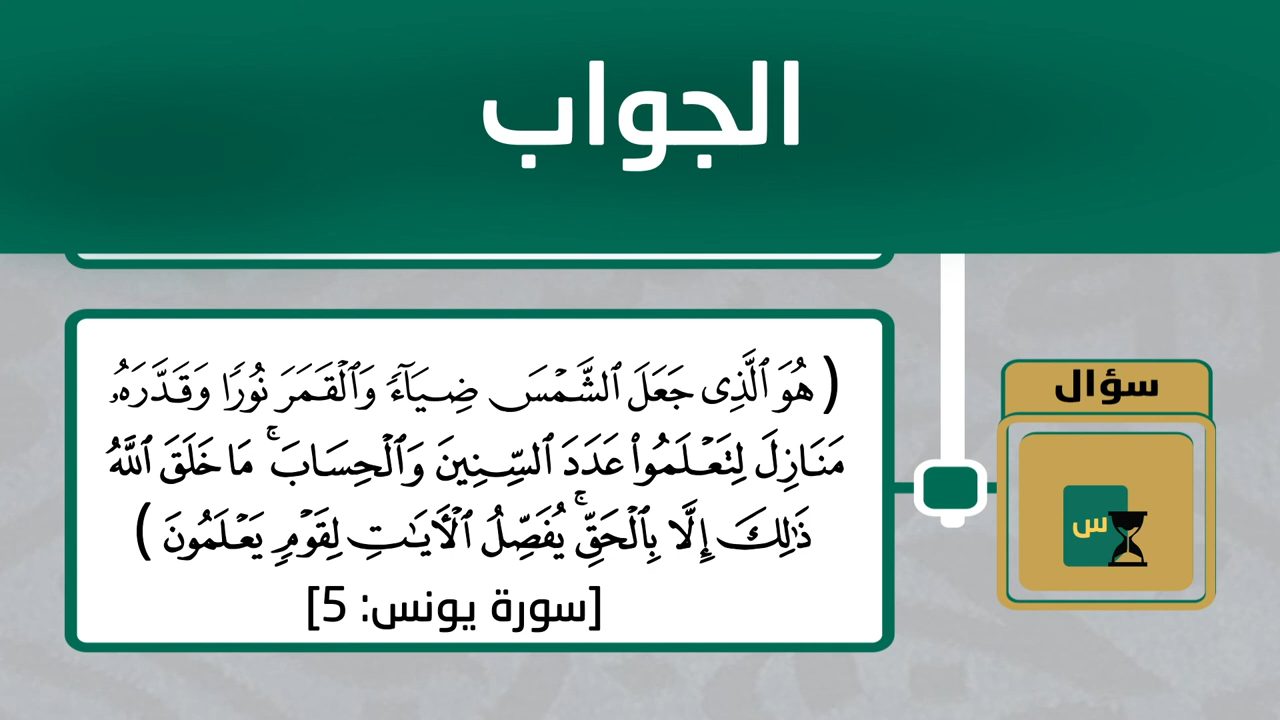 الجواب
( هُوَ ٱلَّذِى جَعَلَ ٱلشَّمْسَ ضِيَآءً وَٱلْقَمَرَ نُورًا وَقَدَّرَهُۥ
مَنَازِلَ لِتَعْلَمُوا۟ عَدَدَ ٱلسِّنِينَ وَٱلْحِسَابَ ۚ مَا خَلَقَ ٱللَّهُ
ذَٰلِكَ إِلَّا بِٱلْحَقِّ ۚ يُفَصِّلُ ٱلْأَيَـٰتِ لِقَوْمٍ يَعْلَمُونَ )
[سورة يونس: 5]
سؤال
س